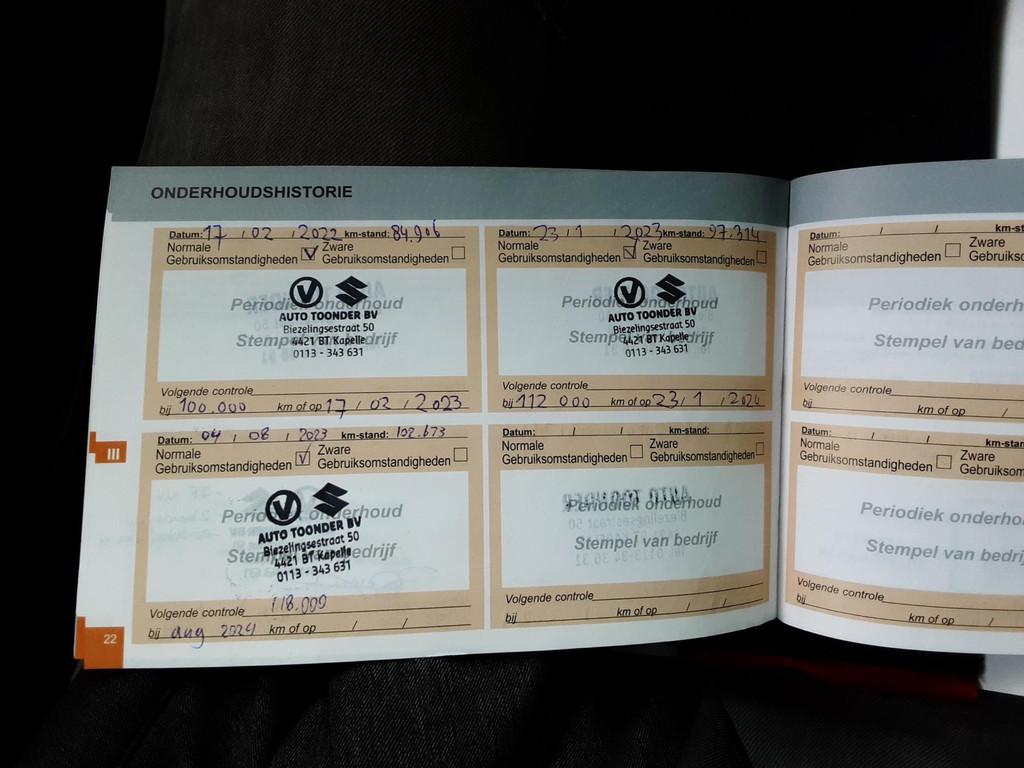 ONDERHOUDSHISTORIE
Datum: 17 / 02 / 2022 km-stand: 84.906
Normale Zware
Gebruiksomstandigheden Gebruiksomstandigheden
Periodiek onderhoud
AUTO TOONDER BV
Biezelingsestraat 50
Stempel van bedrijf
4421 BT Kapelle
0113 - 343 631
Volgende controle
bij 100.000 km of op 17 / 02 / 2023
Datum: 23 / 1 / 2023 km-stand: 97.314
Normale Zware
Gebruiksomstandigheden Gebruiksomstandigheden
Periodiek onderhoud
AUTO TOONDER BV
Biezelingsestraat 50
Stempel van bedrijf
4421 BT Kapelle
0113 - 343 631
Volgende controle
bij 112 000 km of op 23 / 1 / 2024
Datum: / / km-st
Normale Zware
Gebruiksomstandigheden Gebruiksom
Periodiek onderh
Stempel van bed
Volgende controle
bij km of op /
III
Datum: 04 / 08 / 2023 km-stand: 102.673
Normale Zware
Gebruiksomstandigheden Gebruiksomstandigheden
Periodiek onderhoud
AUTO TOONDER BV
Biezelingsestraat 50
Stempel van bedrijf
4421 BT Kapelle
0113 - 343 631
Volgende controle 118.000
bij aug 2024 km of op / /
Datum: / / km-stand:
Normale Zware
Gebruiksomstandigheden Gebruiksomstandigheden
Periodiek onderhoud
Stempel van bedrijf
Volgende controle
bij km of op / /
Datum: / / km-stan
Normale Zware
Gebruiksomstandigheden Gebruiksom
Periodiek onderhou
Stempel van bedrij
Volgende controle
bij km of op /
22